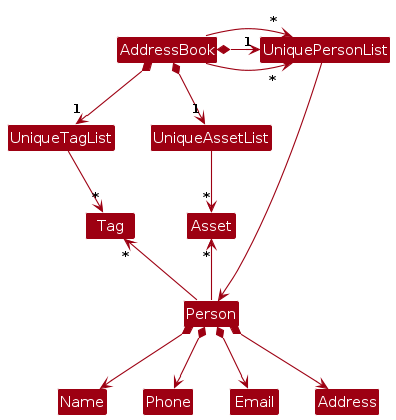 *
AddressBook 1 UniquePersonList
*
1 1
UniqueTagList UniqueAssetList
* *
Tag Asset
* *
Person
Name Phone Email Address